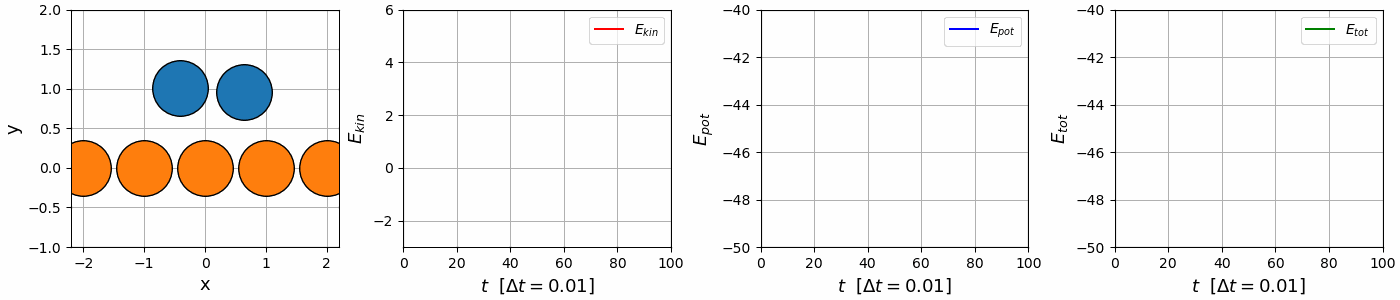 2.0
1.5
1.0
0.5
0.0
−0.5
−1.0
y
−2 −1 0 1 2
x
6
4
2
0
−2
E_kin
E_kin
0 20 40 60 80 100
t [Δt = 0.01]
−40
−42
−44
−46
−48
−50
E_pot
E_pot
0 20 40 60 80 100
t [Δt = 0.01]
−40
−42
−44
−46
−48
−50
E_tot
E_tot
0 20 40 60 80 100
t [Δt = 0.01]